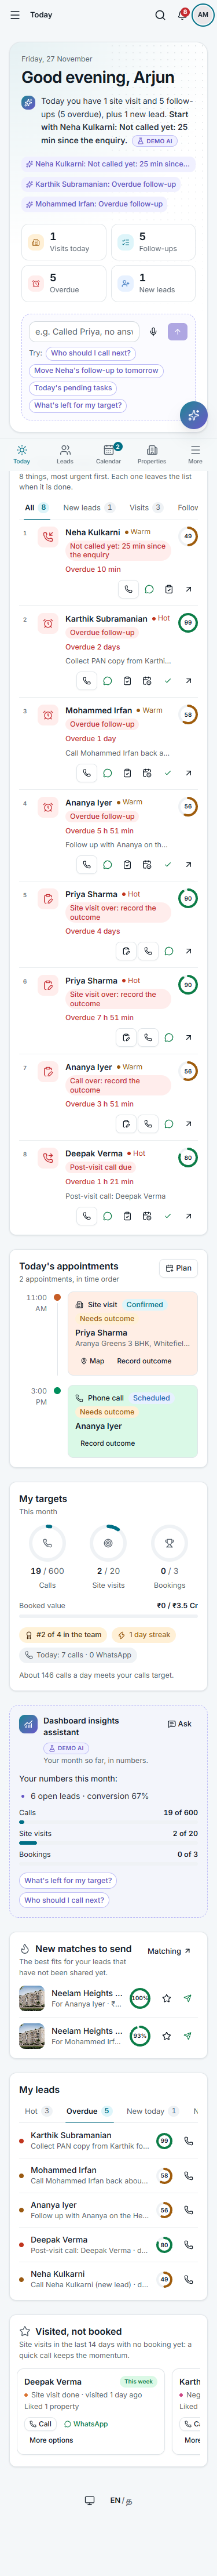 Today
8
AM
Friday, 27 November
Good evening, Arjun
Today you have 1 site visit and 5 follow-
ups (5 overdue), plus 1 new lead. Start
with Neha Kulkarni: Not called yet: 25
min since the enquiry. DEMO AI
Neha Kulkarni: Not called yet: 25 min since...
Karthik Subramanian: Overdue follow-up
Mohammed Irfan: Overdue follow-up
1
Visits today
5
Follow-ups
5
Overdue
1
New leads
e.g. Called Priya, no ans
Try: Who should I call next?
Move Neha's follow-up to tomorrow
Today's pending tasks
What's left for my target?
2
Today Leads Calendar Properties More
8 things, most urgent first. Each one leaves the list
when it is done.
All 8 New leads 1 Visits 3 Follow
1 Neha Kulkarni Warm 49
Not called yet: 25 min since
the enquiry
Overdue 10 min
2 Karthik Subramanian Hot 99
Overdue follow-up
Overdue 2 days
Collect PAN copy from Karthi...
3 Mohammed Irfan Warm 58
Overdue follow-up
Overdue 1 day
Call Mohammed Irfan back a...
4 Ananya Iyer Warm 56
Overdue follow-up
Overdue 5 h 51 min
Follow up with Ananya on th...
5 Priya Sharma Hot 90
Site visit over: record the
outcome
Overdue 4 days
6 Priya Sharma Hot 90
Site visit over: record the
outcome
Overdue 7 h 51 min
7 Ananya Iyer Warm 56
Call over: record the
outcome
Overdue 3 h 51 min
8 Deepak Verma Hot 80
Post-visit call due
Overdue 1 h 21 min
Post-visit call: Deepak Verma
Today's appointments
2 appointments, in time order
Plan
11:00
AM
Site visit Confirmed
Needs outcome
Priya Sharma
Aranya Greens 3 BHK, Whitefiel...
Map Record outcome
3:00
PM
Phone call Scheduled
Needs outcome
Ananya Iyer
Record outcome
My targets
This month
19 / 600
Calls
2 / 20
Site visits
0 / 3
Bookings
Booked value ₹0 / ₹3.5 Cr
#2 of 4 in the team 1 day streak
Today: 7 calls · 0 WhatsApp
About 146 calls a day meets your calls target.
Dashboard insights
assistant
Ask
DEMO AI
Your month so far, in numbers.
Your numbers this month:
• 6 open leads · conversion 67%
Calls 19 of 600
Site visits 2 of 20
Bookings 0 of 3
What's left for my target?
Who should I call next?
New matches to send
Matching
The best fits for your leads that
have not been shared yet.
Neelam Heights ...
For Ananya Iyer · ₹...
100%
Neelam Heights ...
For Mohammed Irf...
93%
My leads
Hot 3 Overdue 5 New today 1
Karthik Subramanian
Collect PAN copy from Karthik fo...
99
Mohammed Irfan
Call Mohammed Irfan back abou...
58
Ananya Iyer
Follow up with Ananya on the He...
56
Deepak Verma
Post-visit call: Deepak Verma · d...
80
Neha Kulkarni
Call Neha Kulkarni (new lead) · d...
49
Visited, not booked
Site visits in the last 14 days with no booking yet: a
quick call keeps the momentum.
Deepak Verma This week
Site visit done · visited 1 day ago
Liked 1 property
Call WhatsApp
More options
Karth
Neg
Liked
Ca
More
EN / த